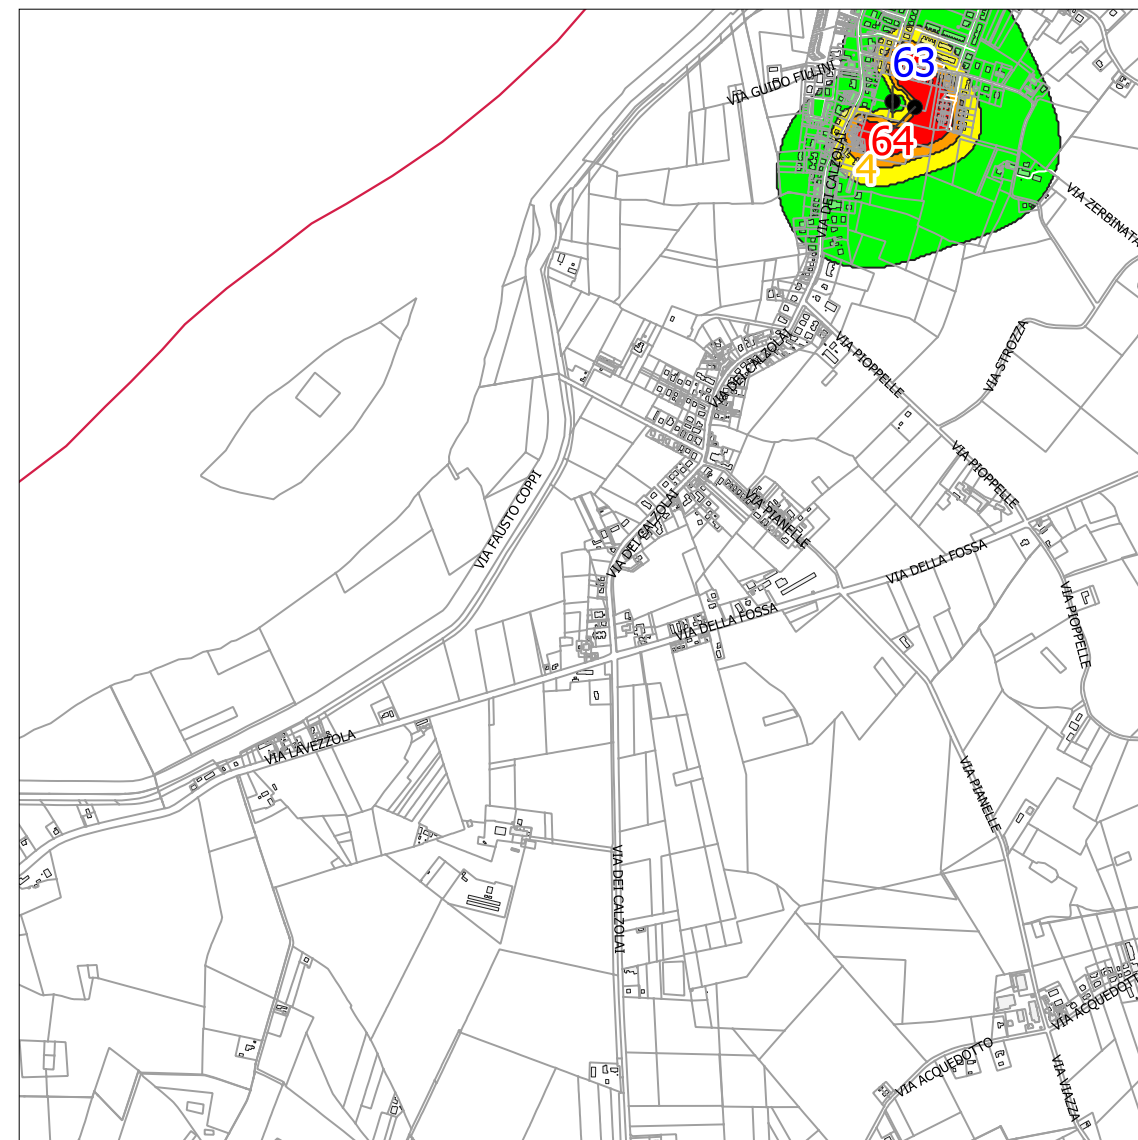 63
VIA GUIDO FILLINI
64
4
VIA DEI CALZOLAI
VIA ZERBINATA
VIA STROZZA
VIA PIOPPELLE
VIA DEI CALZOLAI
VIA PIOPPELLE
VIA FAUSTO COPPI
VIA PIANELLE
VIA DEI CALZOLAI
VIA DELLA FOSSA
VIA DELLA FOSSA
VIA PIOPPELLE
VIA LAVEZZOLA
VIA PIANELLE
VIA DEI CALZOLAI
VIA ACQUEDOTT
VIA ACQUEDOTTO
VIA VIAZZA